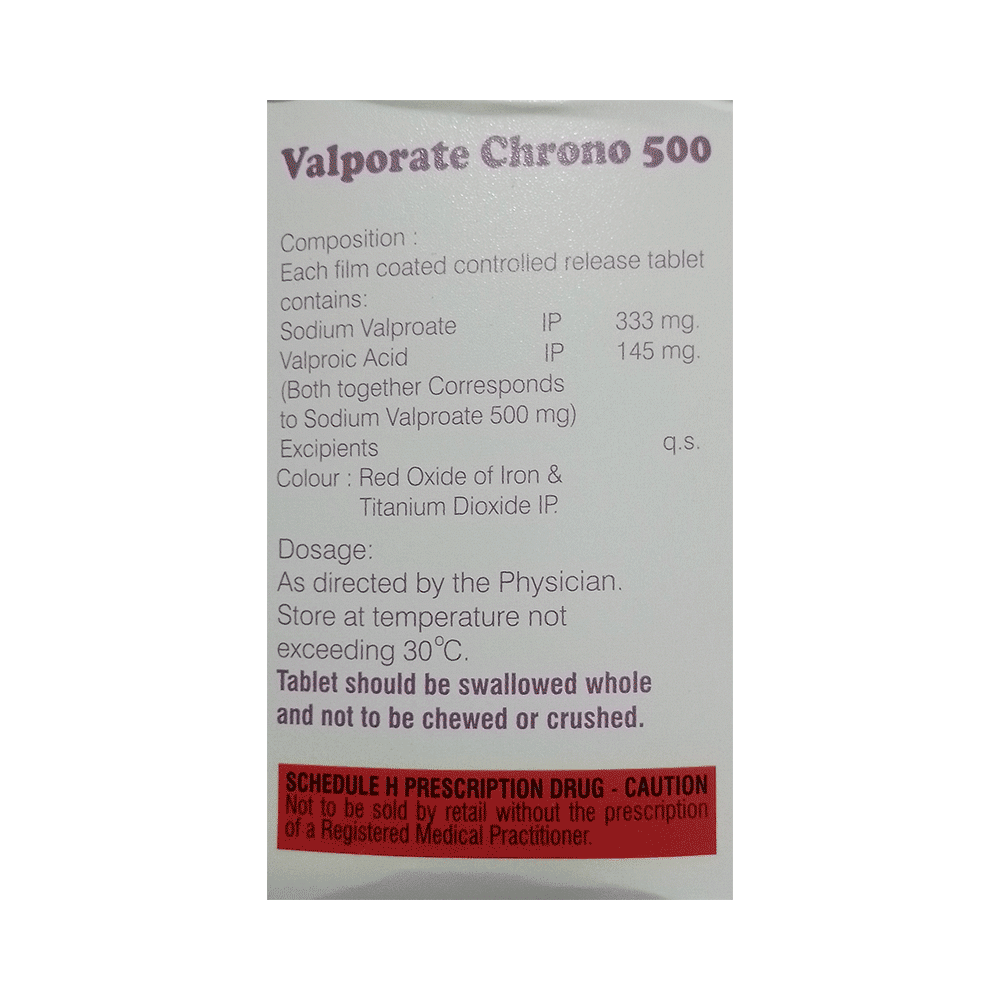 Valporate Chrono 500
Composition :
Each film coated controlled release tablet
contains:
Sodium Valproate IP 333 mg.
Valproic Acid IP 145 mg.
(Both together Corresponds
to Sodium Valproate 500 mg)
Excipients q.s.
Colour : Red Oxide of Iron &
Titanium Dioxide IP.
Dosage:
As directed by the Physician.
Store at temperature not
exceeding 30°C.
Tablet should be swallowed whole
and not to be chewed or crushed.
SCHEDULE H PRESCRIPTION DRUG - CAUTION
Not to be sold by retail without the prescription
of a Registered Medical Practitioner.